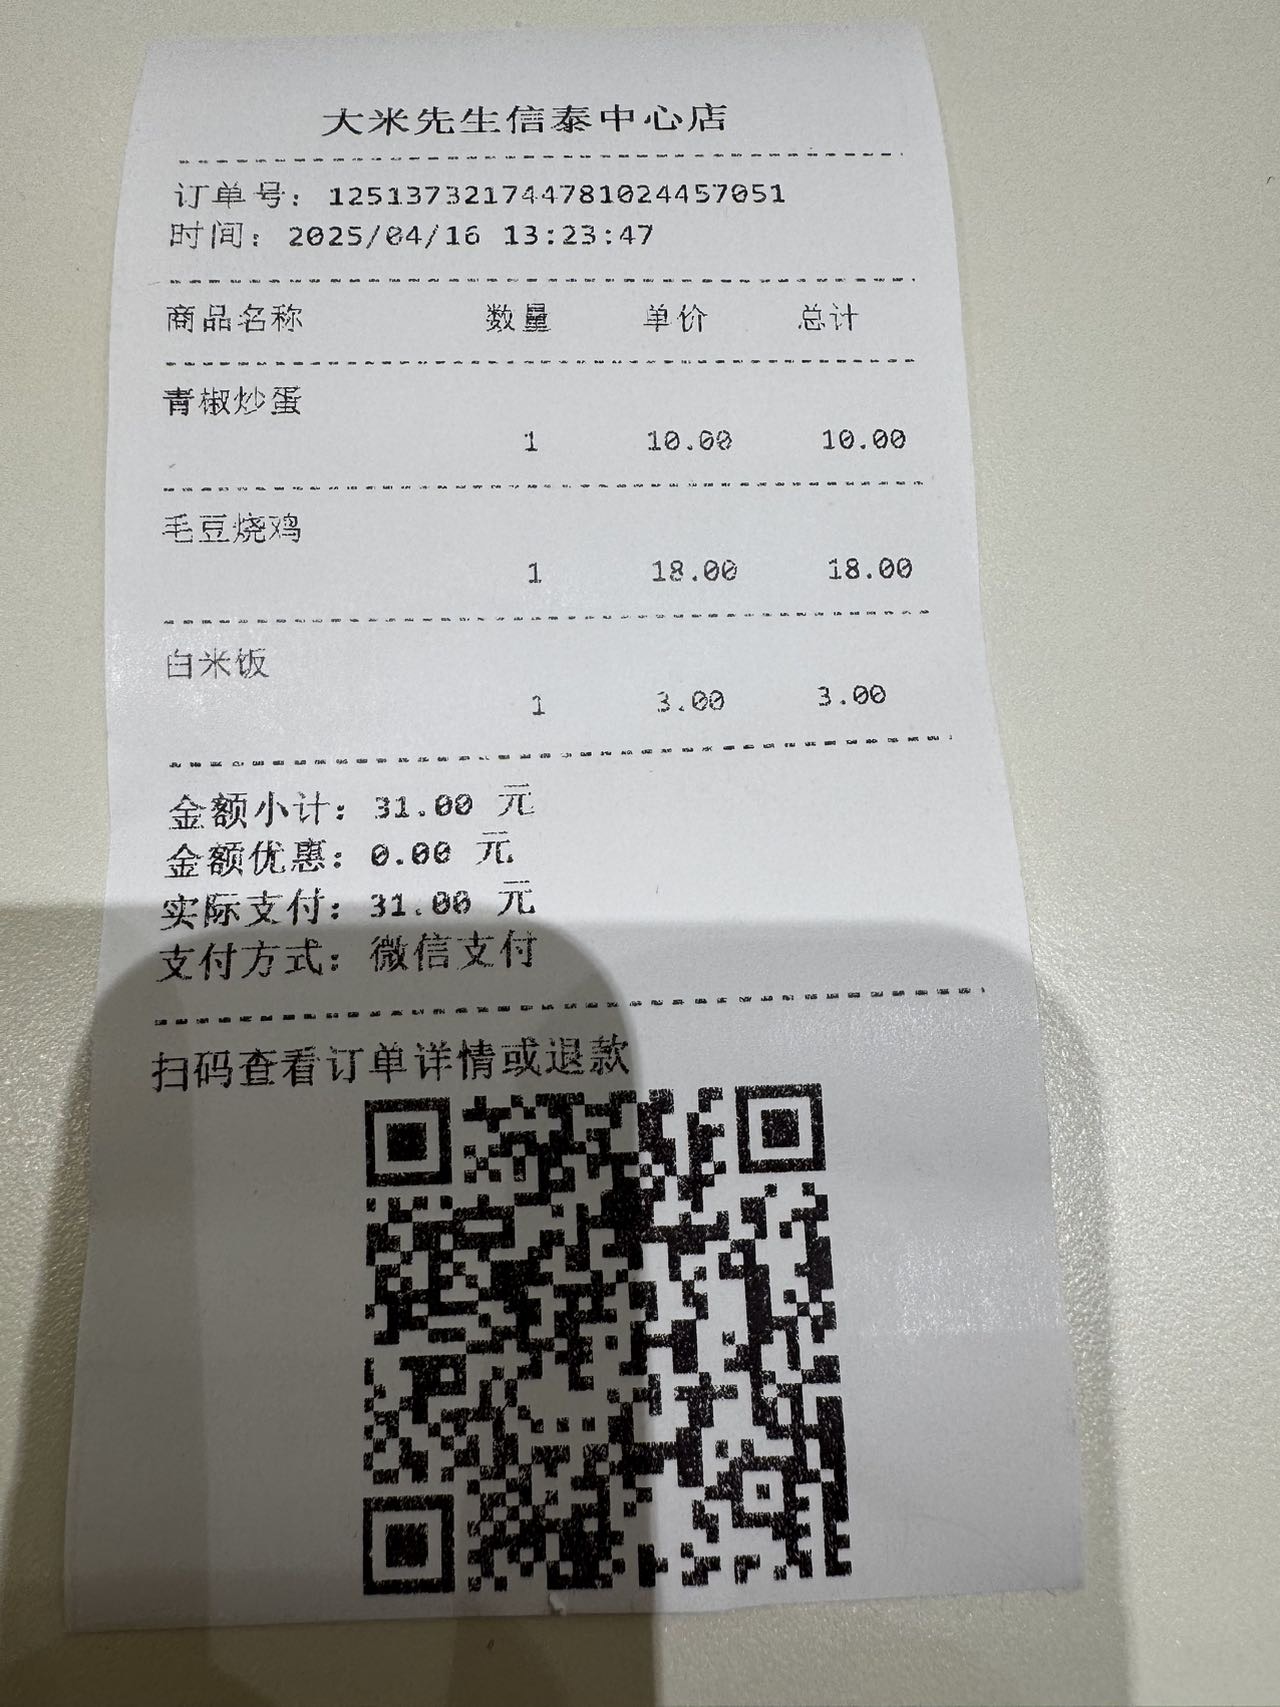 大米先生信泰中心店
订单号：125137321744781024457051
时间：2025/04/16 13:23:47
商品名称 数量 单价 总计
青椒炒蛋
1 10.00 10.00
毛豆烧鸡
1 18.00 18.00
白米饭
1 3.00 3.00
金额小计：31.00 元
金额优惠：0.00 元
实际支付：31.00 元
支付方式：微信支付
扫码查看订单详情或退款